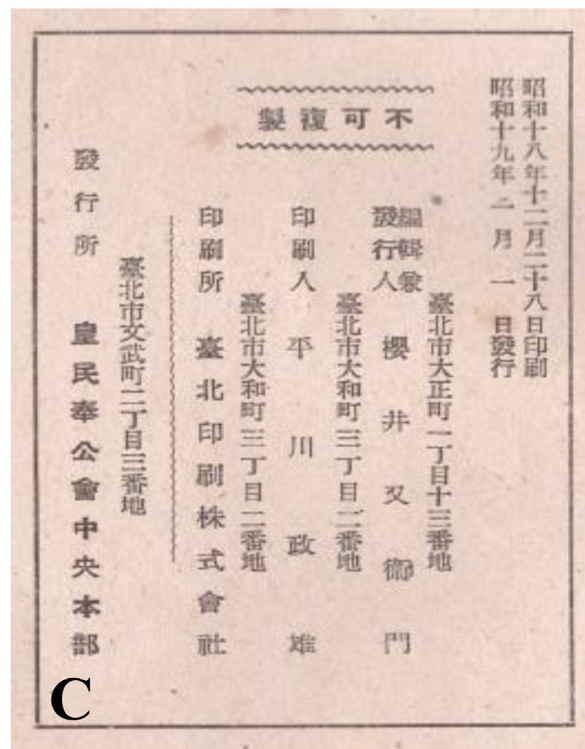 昭和十八年十二月二十八日印刷
昭和十九年二月一日發行
不可複製
臺北市大正町一丁目十三番地
編輯兼
發行人 櫻井又衞門
臺北市大和町三丁目二番地
印刷人 平川政雄
臺北市大和町三丁目二番地
印刷所 臺北印刷株式會社
臺北市文武町二丁目三番地
發行所 皇民奉公會中央本部
C